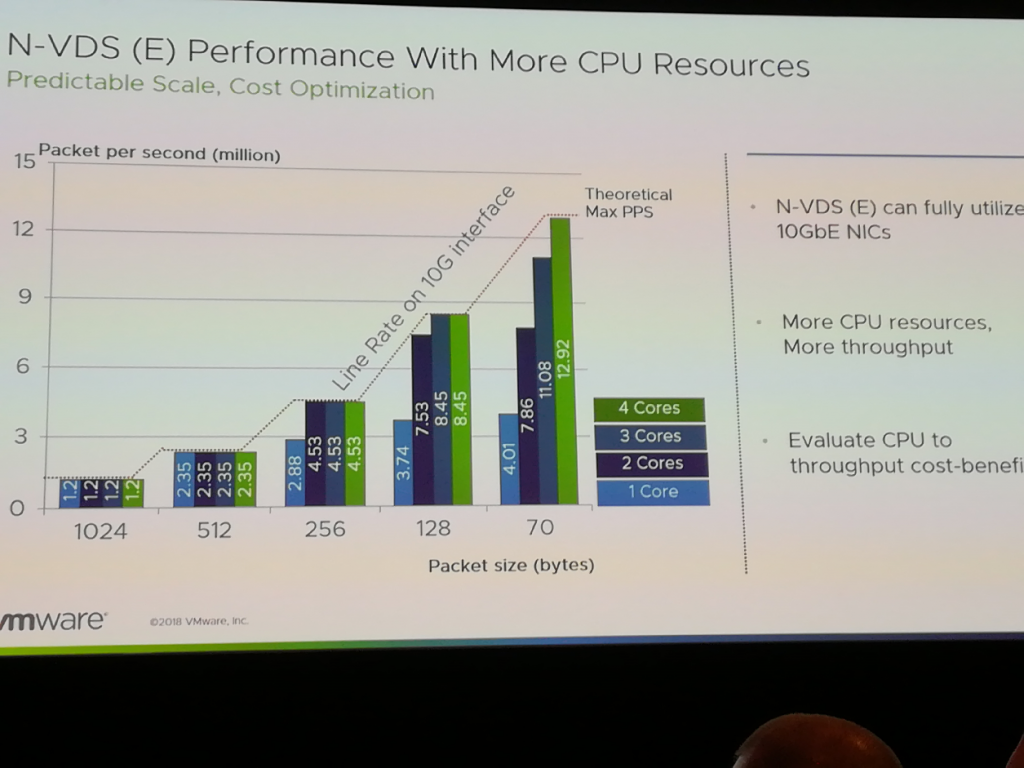 N-VDS (E) Performance With More CPU Resources
Predictable Scale, Cost Optimization
Packet per second (million)
15
12
9
6
3
0
Line Rate on 10G interface
Theoretical
Max PPS
1.2 1.2 1.2 1.2
2.35 2.35 2.35 2.35
2.88 4.53 4.53 4.53
3.74 7.53 8.45 8.45
4.01 7.86 11.08 12.92
4 Cores
3 Cores
2 Cores
1 Core
1024 512 256 128 70
Packet size (bytes)
• N-VDS (E) can fully utilize
10GbE NICs
• More CPU resources,
More throughput
• Evaluate CPU to
throughput cost-benefi
vmware®
©2018 VMware, Inc.